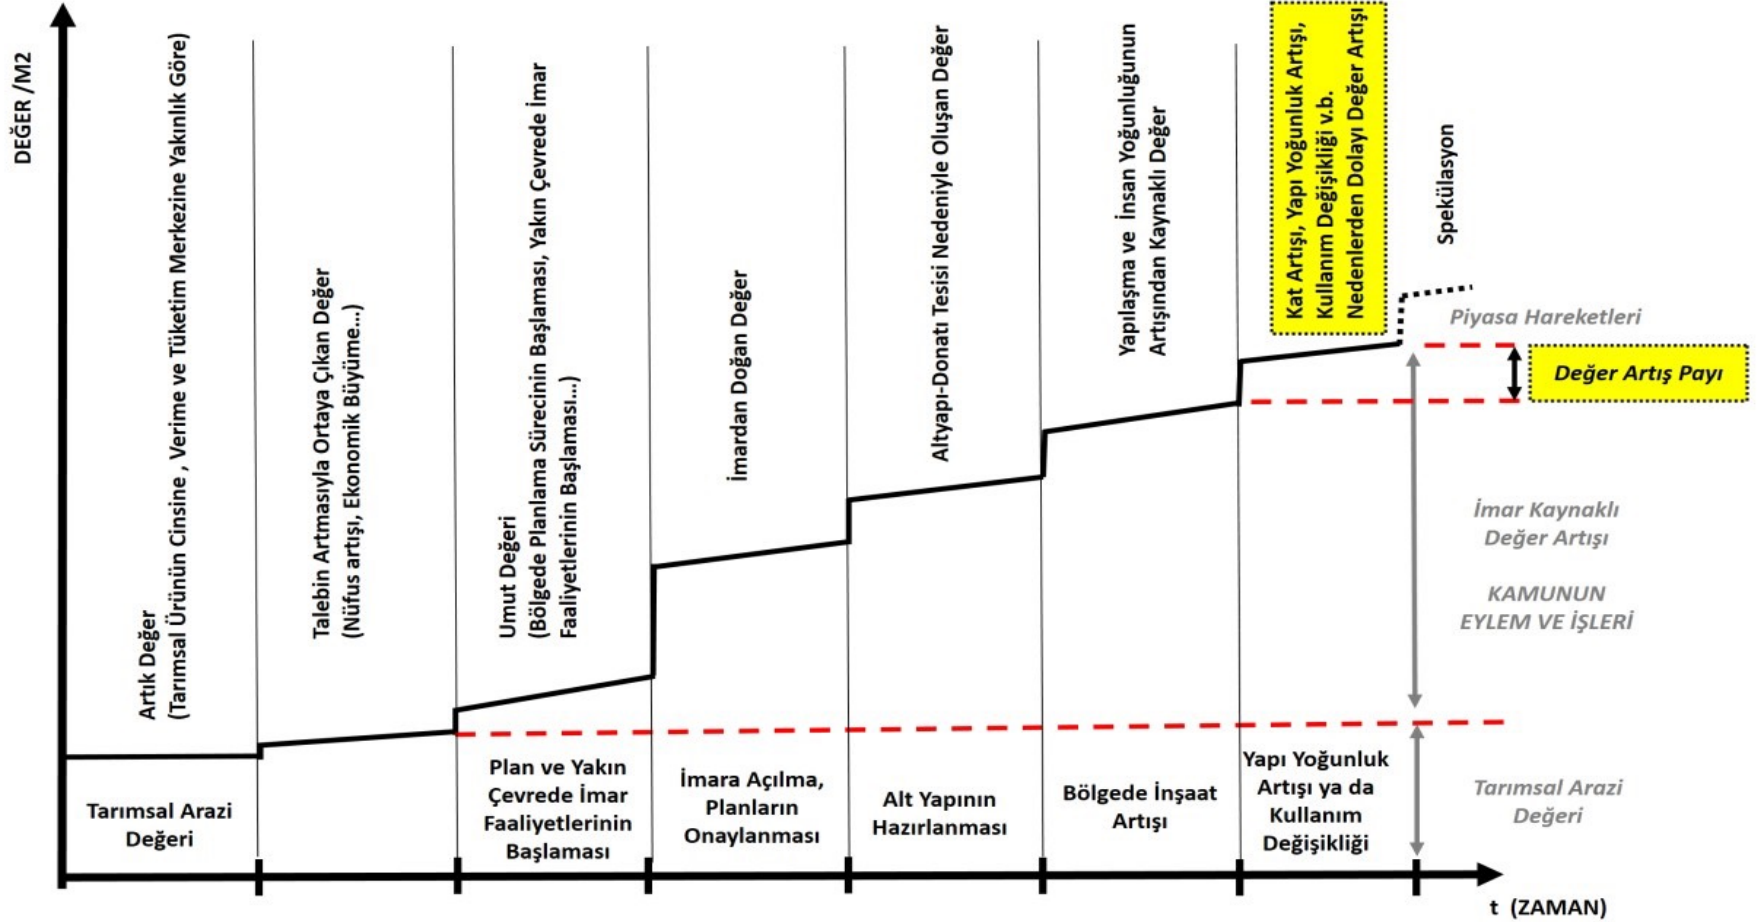 DEĞER /M2
Artık Değer
(Tarımsal Ürünün Cinsine , Verime ve Tüketim Merkezine Yakınlık Göre)
Talebin Artmasıyla Ortaya Çıkan Değer
(Nüfus artışı, Ekonomik Büyüme...)
Umut Değeri
(Bölgede Planlama Sürecinin Başlaması, Yakın Çevrede İmar
Faaliyetlerinin Başlaması...)
İmardan Doğan Değer
Altyapı-Donatı Tesisi Nedeniyle Oluşan Değer
Yapılaşma ve İnsan Yoğunluğunun
Artışından Kaynaklı Değer
Kat Artışı, Yapı Yoğunluk Artışı,
Kullanım Değişikliği v.b.
Nedenlerden Dolayı Değer Artışı
Spekülasyon
Piyasa Hareketleri
Değer Artış Payı
İmar Kaynaklı
Değer Artışı
KAMUNUN
EYLEM VE İŞLERİ
Tarımsal Arazi
Değeri
Tarımsal Arazi
Değeri
Plan ve Yakın
Çevrede İmar
Faaliyetlerinin
Başlaması
İmara Açılma,
Planların
Onaylanması
Alt Yapının
Hazırlanması
Bölgede İnşaat
Artışı
Yapı Yoğunluk
Artışı ya da
Kullanım
Değişikliği
t (ZAMAN)